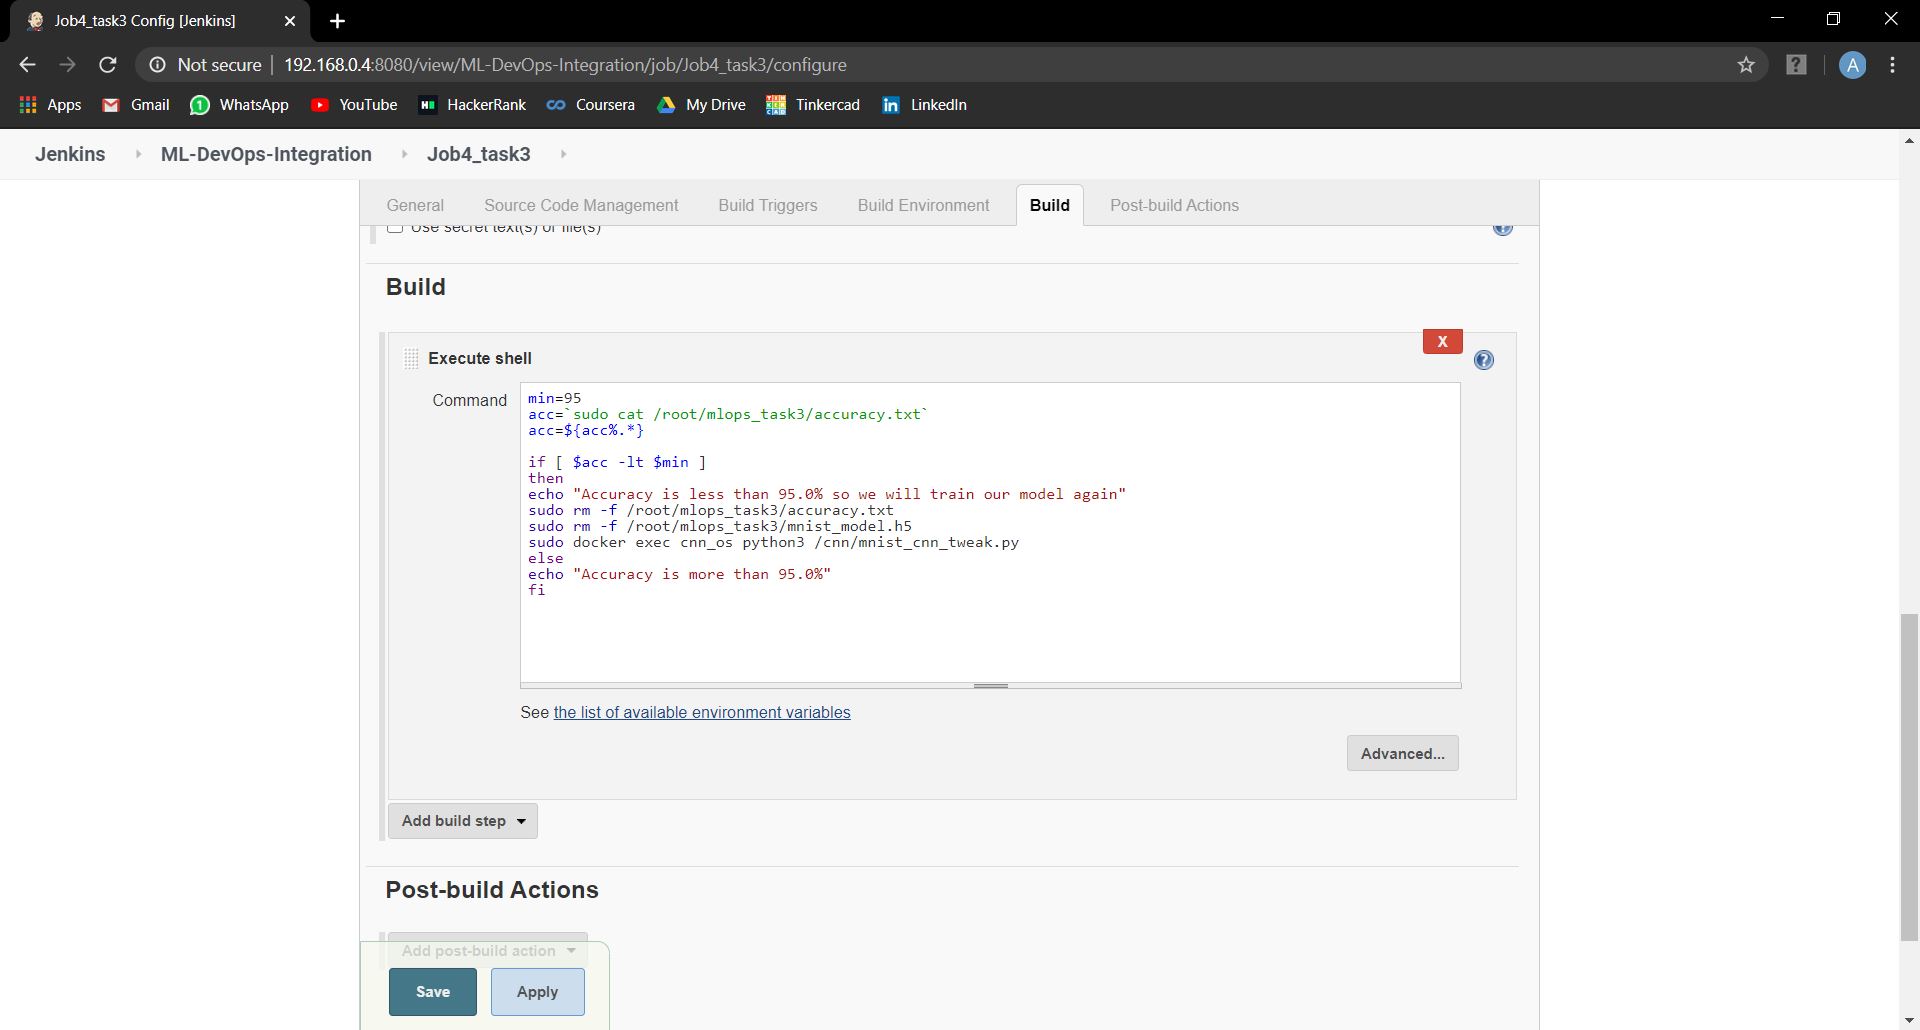 Job4_task3 Config [Jenkins]
Not secure 192.168.0.4:8080/view/ML-DevOps-Integration/job/Job4_task3/configure
A
Apps Gmail WhatsApp YouTube HackerRank Coursera My Drive Tinkercad LinkedIn
Jenkins ML-DevOps-Integration Job4_task3
General Source Code Management Build Triggers Build Environment Build Post-build Actions
Use secret text(s) or file(s)
Build
X
Execute shell
Command
min=95
acc=`sudo cat /root/mlops_task3/accuracy.txt`
acc=${acc%.*}
if [ $acc -lt $min ]
then
echo "Accuracy is less than 95.0% so we will train our model again"
sudo rm -f /root/mlops_task3/accuracy.txt
sudo rm -f /root/mlops_task3/mnist_model.h5
sudo docker exec cnn_os python3 /cnn/mnist_cnn_tweak.py
else
echo "Accuracy is more than 95.0%"
fi
See the list of available environment variables
Advanced...
Add build step
Post-build Actions
Add post-build action
Save Apply